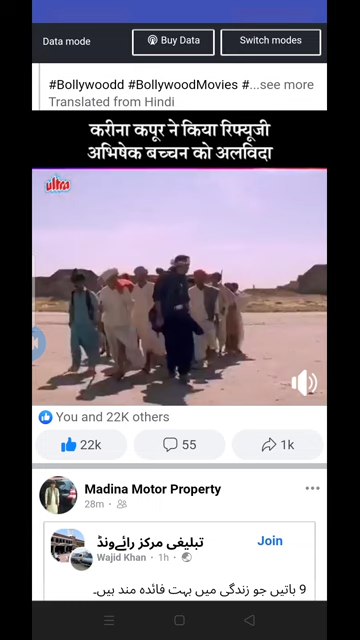 Data mode
Buy Data
Switch modes
#Bollywoodd #BollywoodMovies #...see more
Translated from Hindi
करीना कपूर ने किया रिफ्यूजी
अभिषेक बच्चन को अलविदा
ultra
You and 22K others
22k
55
1k
Madina Motor Property
28m
تبلیغی مرکز رائےونڈ
Join
Wajid Khan · 1h ·
9 باتیں جو زندگی میں بہت فائدہ مند ہیں۔